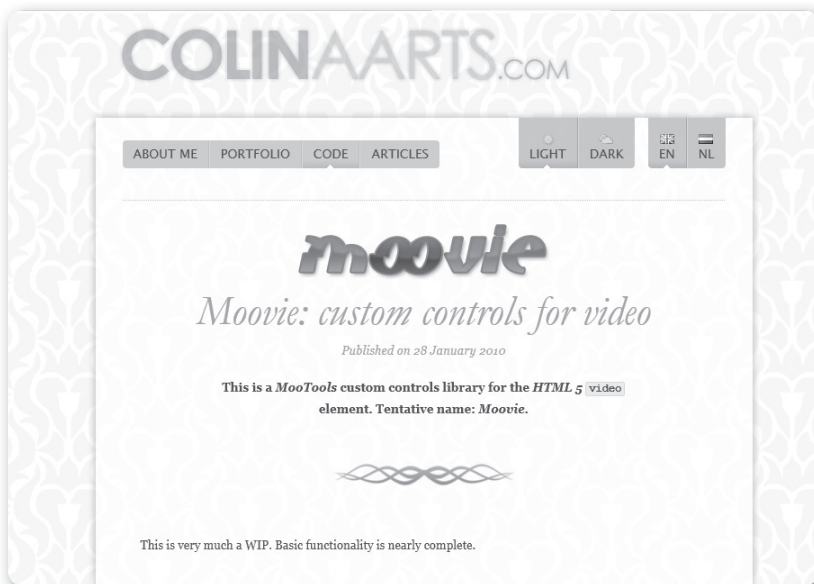 COLINAARTS.COM
ABOUT ME PORTFOLIO CODE ARTICLES
LIGHT DARK EN NL
moovie
Moovie: custom controls for video
Published on 28 January 2010
This is a MooTools custom controls library for the HTML 5 video
element. Tentative name: Moovie.
This is very much a WIP. Basic functionality is nearly complete.